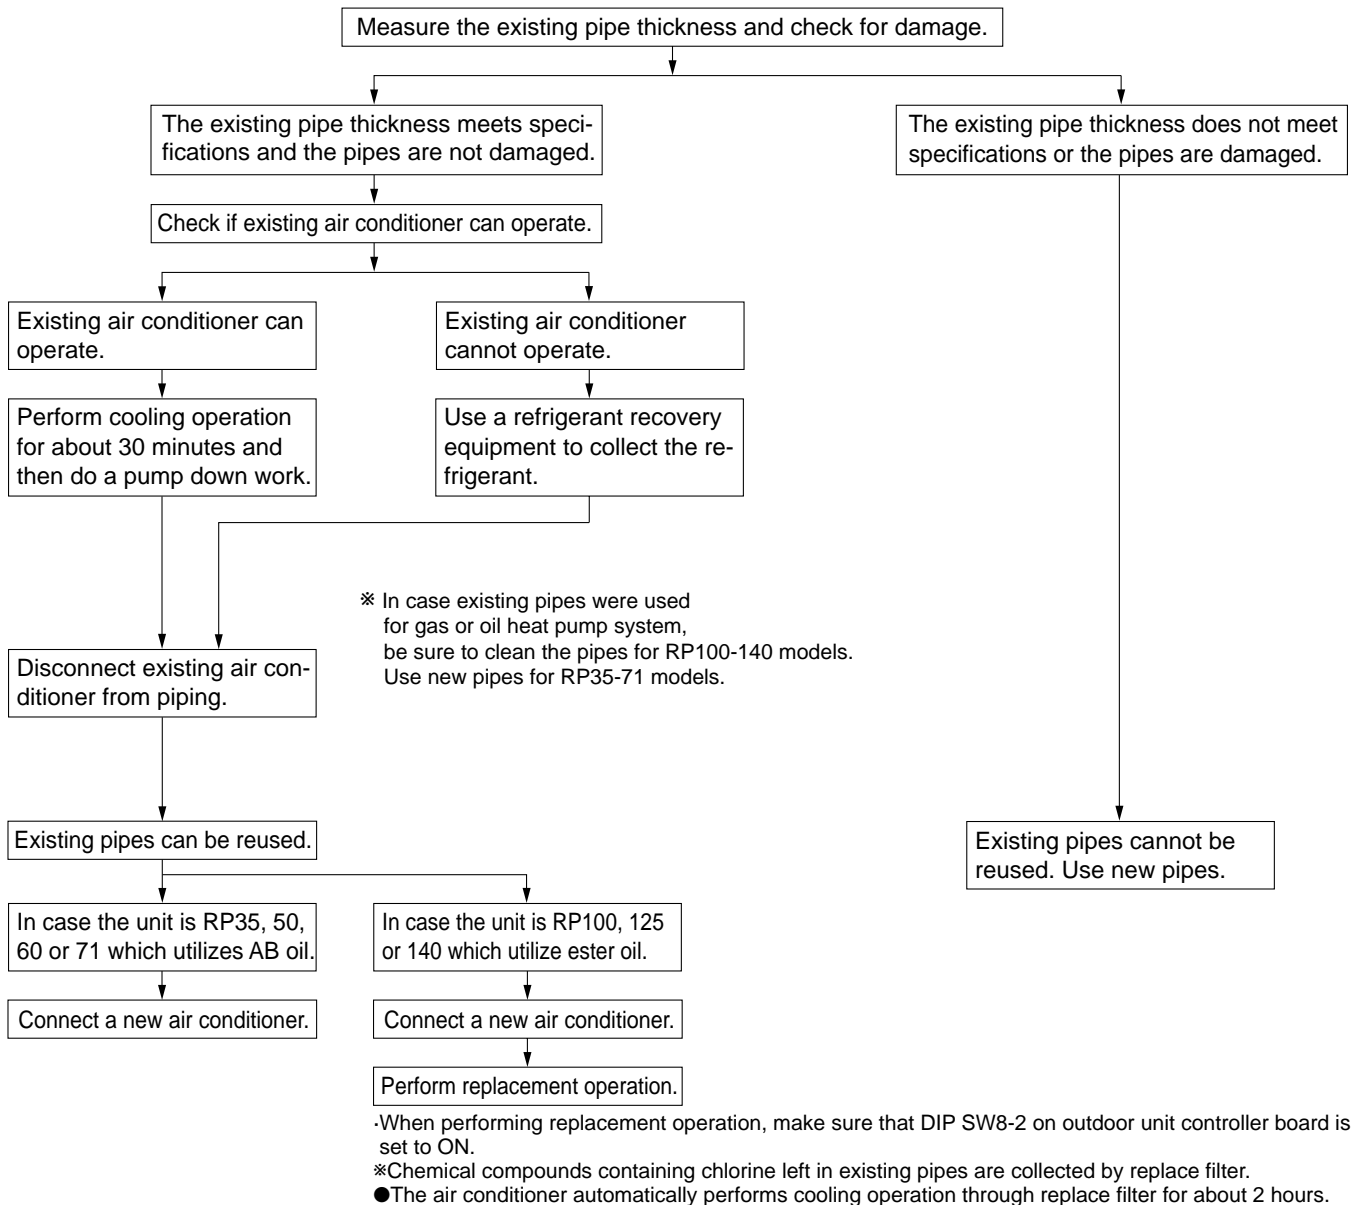 Measure the existing pipe thickness and check for damage.
The existing pipe thickness meets speci-
fications and the pipes are not damaged.
The existing pipe thickness does not meet
specifications or the pipes are damaged.
Check if existing air conditioner can operate.
Existing air conditioner can
operate.
Existing air conditioner
cannot operate.
Perform cooling operation
for about 30 minutes and
then do a pump down work.
Use a refrigerant recovery
equipment to collect the re-
frigerant.
※ In case existing pipes were used
for gas or oil heat pump system,
be sure to clean the pipes for RP100-140 models.
Use new pipes for RP35-71 models.
Disconnect existing air con-
ditioner from piping.
Existing pipes can be reused.
Existing pipes cannot be
reused. Use new pipes.
In case the unit is RP35, 50,
60 or 71 which utilizes AB oil.
In case the unit is RP100, 125
or 140 which utilize ester oil.
Connect a new air conditioner.
Connect a new air conditioner.
Perform replacement operation.
·When performing replacement operation, make sure that DIP SW8-2 on outdoor unit controller board is
set to ON.
※Chemical compounds containing chlorine left in existing pipes are collected by replace filter.
●The air conditioner automatically performs cooling operation through replace filter for about 2 hours.